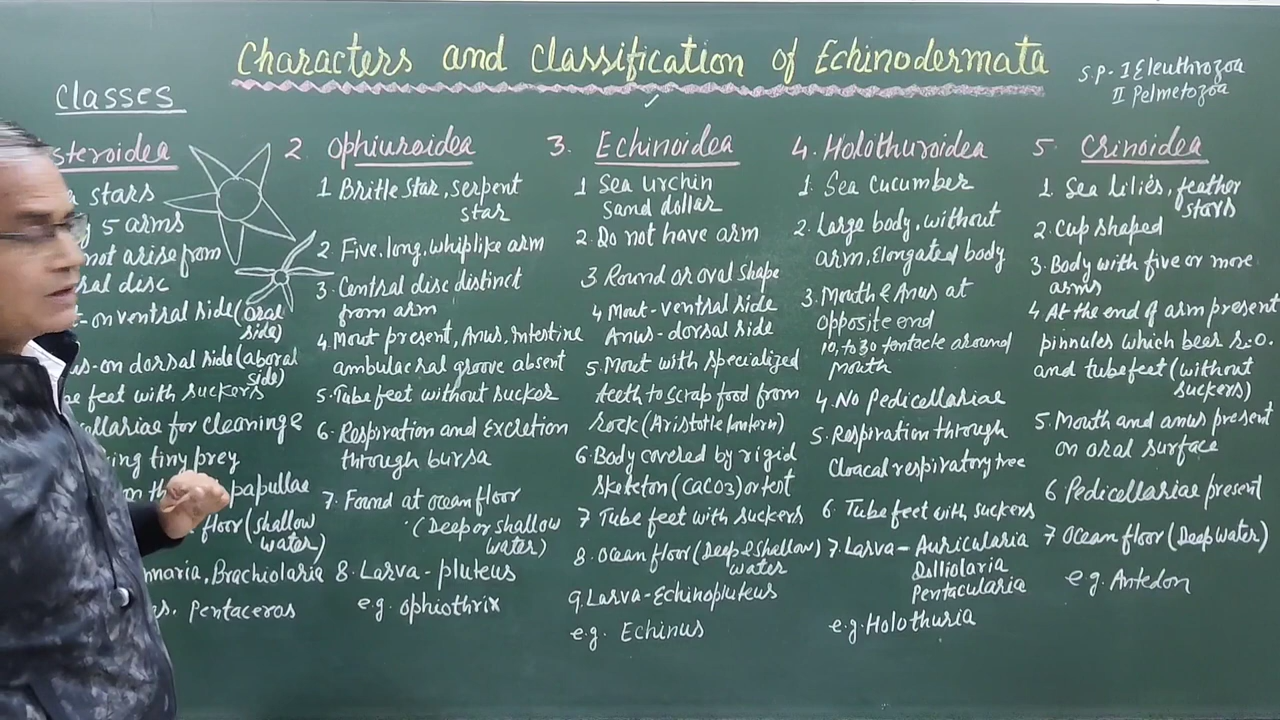 Characters and Classification of Echinodermata
S.P- I Eleuthrozoa
II Pelmetozoa
Classes
steroidea
stars
5 arms
not arise from
ral disc
- on ventral side (oral
side)
us-on dorsal side (aboral
side)
e feet with suckers
cellariae for cleaning &
ing tiny prey
papullae
floor (shallow
water)
nnaria, Brachiolaria
Pentaceros
2. Ophiuroidea
1 Britle Star, serpent
star
2. Five, long, whiplike arm
3. Central disc distinct
from arm
4. Mout present, Anus, Intestine
ambulacral groove absent
5. Tube feet without sucker
6. Respiration and Excretion
through bursa
7. Found at ocean floor
(Deep or shallow
water)
8. Larva - pluteus
e.g. Ophiothrix
3. Echinoidea
1 Sea Urchin
Sand dollar
2. Do not have arm
3 Round or oval shape
4 Mout - ventral side
Anus - dorsal side
5. Mout with specialized
teeth to scrap food from
rock (Aristotle lantern)
6. Body covered by rigid
skeleton (CaCO3) or test
7 Tube feet with suckers
8. Ocean floor (Deep & shallow)
water
9. Larva - Echinopluteus
e.g. Echinus
4. Holothuroidea
1. Sea Cucumber
2. Large body, without
arm, Elongated body
3. Mouth & Anus at
opposite end
10, to 30 tentacle around
mouth
4. No Pedicellariae
5. Respiration through
Cloacal respiratory tree
6. Tube feet with suckers
7. Larva - Auricularia
Dolliolaria
Pentacularia
e.g. Holothuria
5. Crinoidea
1. Sea Lilies, feather
stars
2. Cup shaped
3. Body with five or more
arms
4 At the end of arm present
pinnules which bear r.o.
and tubefeet (without
suckers)
5. Mouth and anus present
on oral surface
6 Pedicellariae present
7 Ocean floor (Deep water)
e.g. Antedon